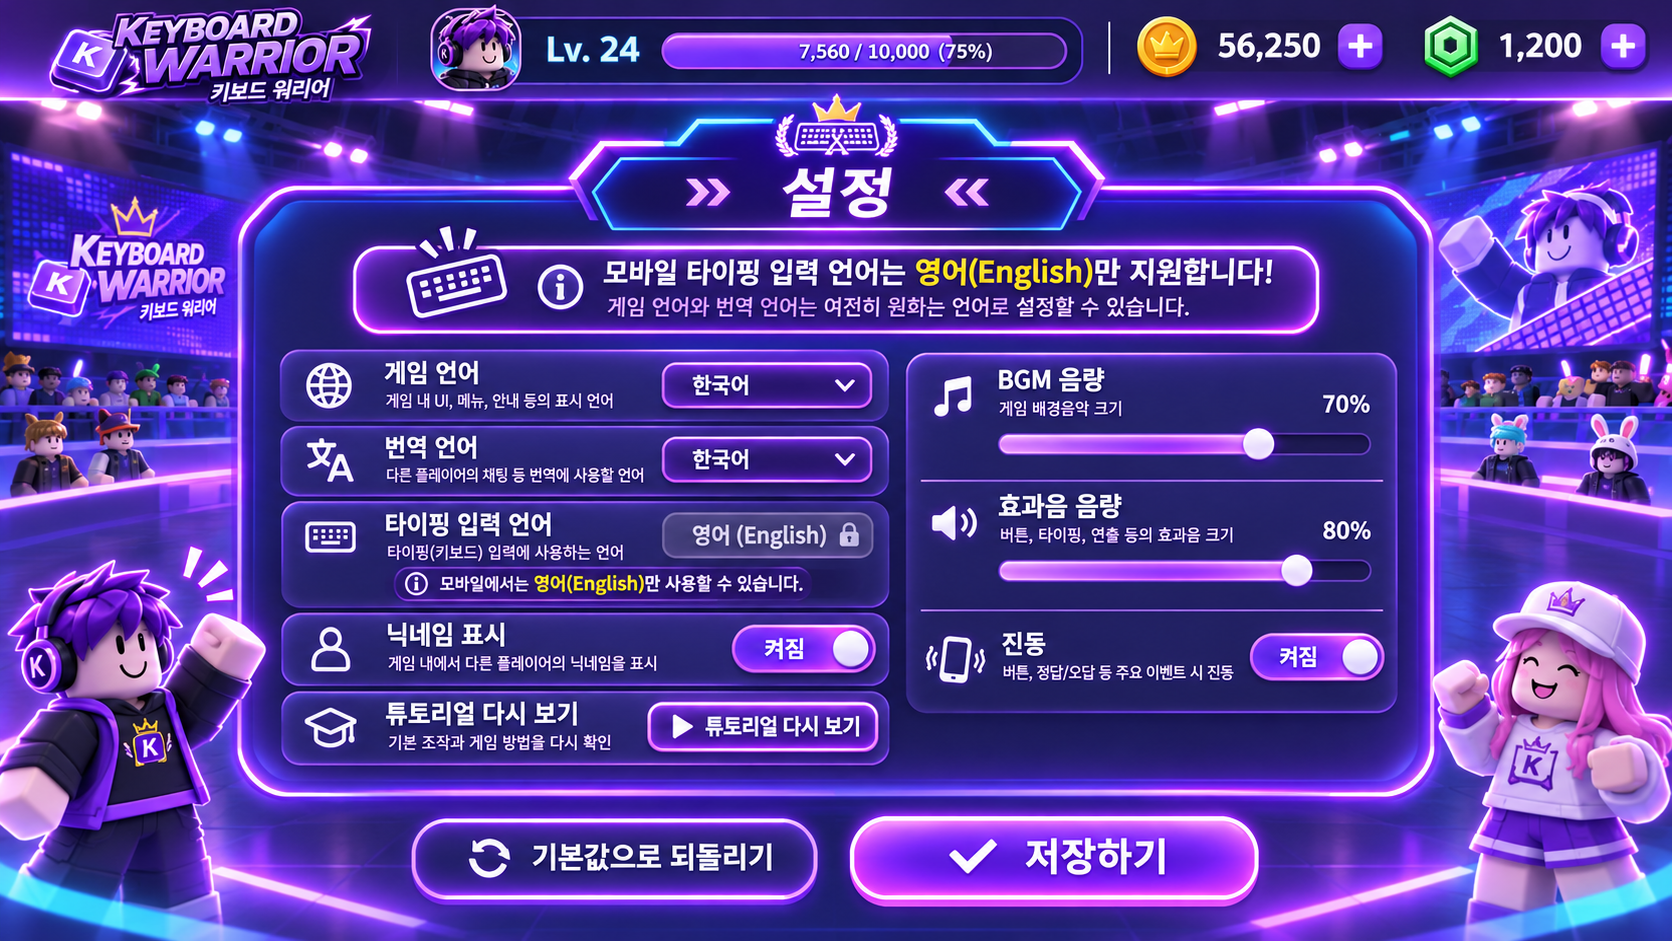 KEYBOARD
WARRIOR
키보드 워리어
K
Lv. 24
7,560 / 10,000 (75%)
56,250
1,200
설정
모바일 타이핑 입력 언어는 영어(English)만 지원합니다!
게임 언어와 번역 언어는 여전히 원화는 언어로 설정할 수 있습니다.
KEYBOARD
WARRIOR
키보드 워리어
K
게임 언어
게임 내 UI, 메뉴, 안내 등의 표시 언어
한국어
번역 언어
다른 플레이어의 채팅 등 번역에 사용할 언어
한국어
타이핑 입력 언어
타이핑(키보드) 입력에 사용하는 언어
영어 (English)
모바일에서는 영어(English)만 사용할 수 있습니다.
닉네임 표시
게임 내에서 다른 플레이어의 닉네임을 표시
켜짐
튜토리얼 다시 보기
기본 조작과 게임 방법을 다시 확인
튜토리얼 다시 보기
BGM 음량
게임 배경음악 크기
70%
효과음 음량
버튼, 타이핑, 연출 등의 효과음 크기
80%
진동
버튼, 정답/오답 등 주요 이벤트 시 진동
켜짐
K
K
K
기본값으로 되돌리기
저장하기